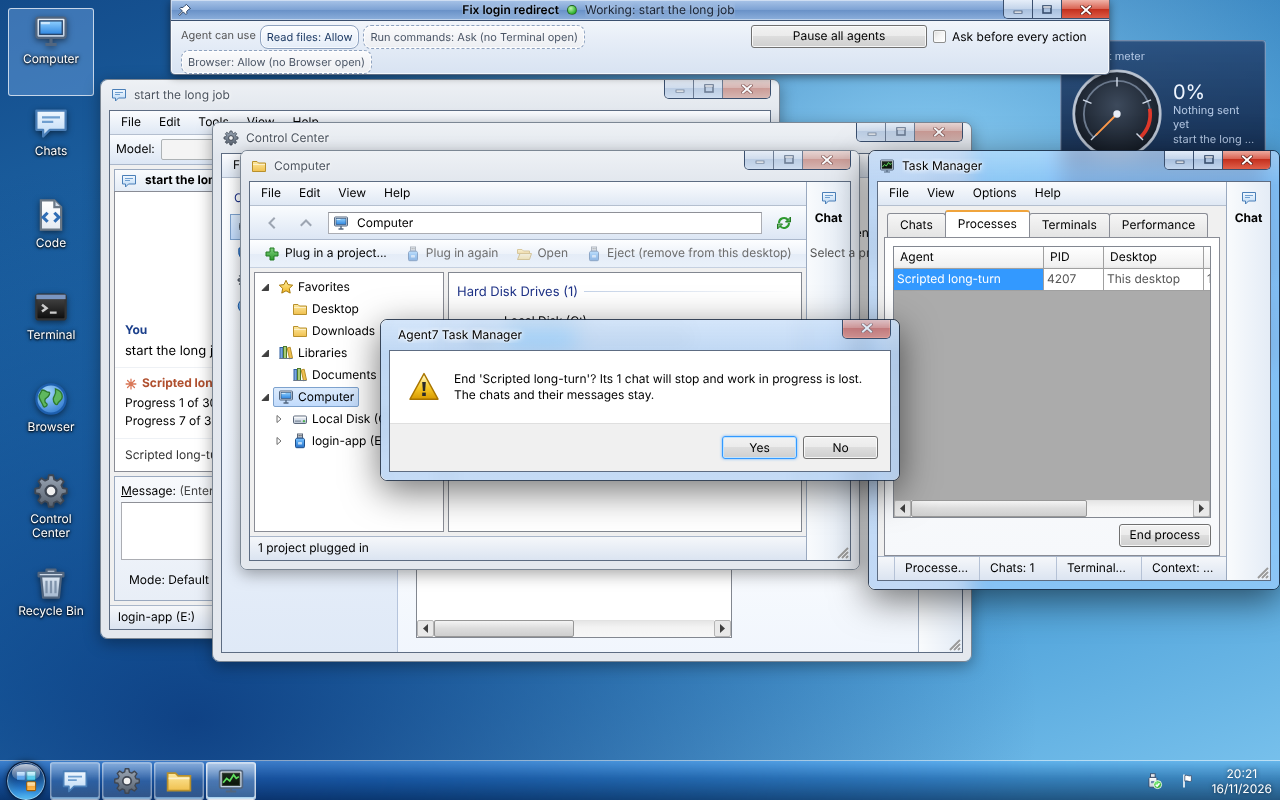 Fix login redirect Working: start the long job
Agent can use Read files: Allow Run commands: Ask (no Terminal open)
Browser: Allow (no Browser open)
Pause all agents Ask before every action
Computer
Chats
Code
Terminal
Browser
Control Center
Recycle Bin
meter
0%
Nothing sent yet
start the long ...
start the long job
File Edit Tools View Help
Model:
start the lon
You
start the long j
Scripted lon
Progress 1 of 30
Progress 7 of 3
Scripted long-tu
Message: (Enter
Mode: Default
login-app (E:)
Control Center
Computer
File Edit View Help
Computer
Plug in a project... Plug in again Open Eject (remove from this desktop) Select a pr
Chat
Favorites
Desktop
Downloads
Libraries
Documents
Computer
Local Disk (
login-app (E
Hard Disk Drives (1)
Local Disk (C:)
1 project plugged in
Task Manager
File View Options Help
Chats Processes Terminals Performance
Agent PID Desktop
Scripted long-turn 4207 This desktop
End process
Processe... Chats: 1 Terminal... Context: ...
Chat
Agent7 Task Manager
End 'Scripted long-turn'? Its 1 chat will stop and work in progress is lost.
The chats and their messages stay.
Yes No
20:21
16/11/2026